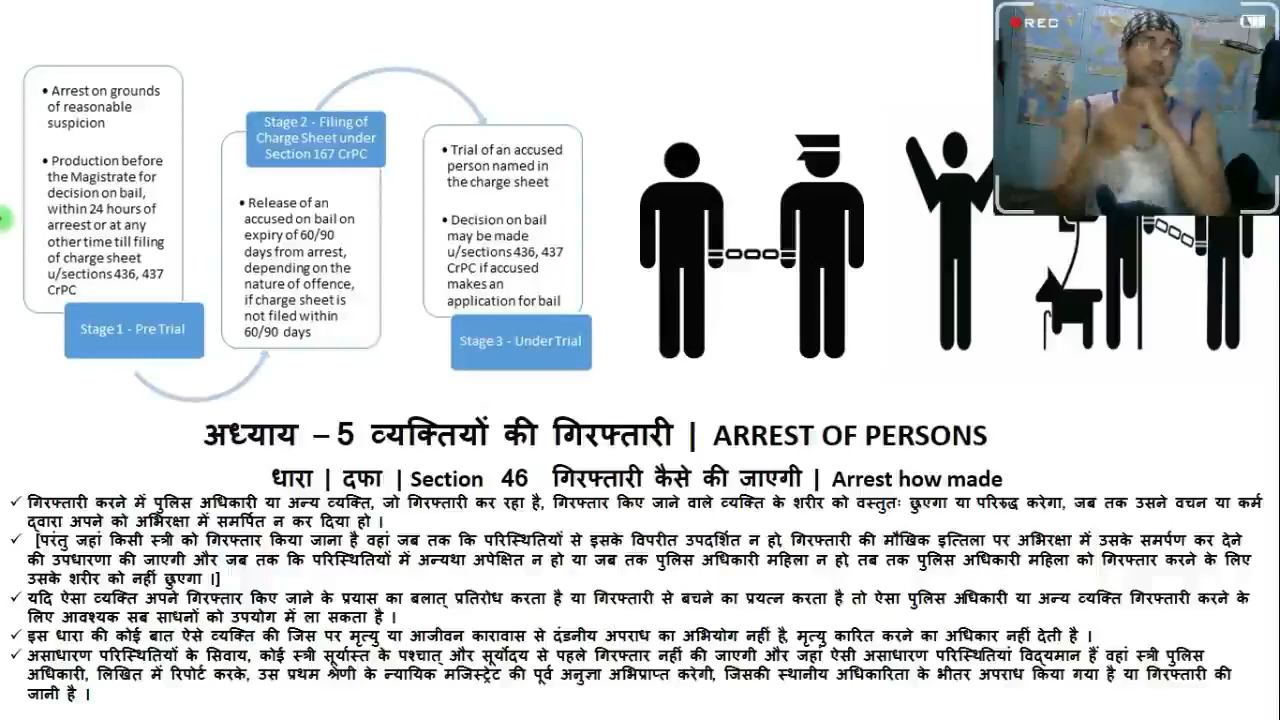 REC
• Arrest on grounds
of reasonable
suspicion
• Production before
the Magistrate for
decision on bail,
within 24 hours of
arreest or at any
other time till filing
of charge sheet
u/sections 436, 437
CrPC
Stage 1 - Pre Trial
Stage 2 - Filing of
Charge Sheet under
Section 167 CrPC
• Release of an
accused on bail on
expiry of 60/90
days from arrest,
depending on the
nature of offence,
if charge sheet is
not filed within
60/90 days
• Trial of an accused
person named in
the charge sheet
• Decision on bail
may be made
u/sections 436, 437
CrPC if accused
makes an
application for bail
Stage 3 - Under Trial
अध्याय – 5 व्यक्तियों की गिरफ्तारी | ARREST OF PERSONS
धारा | दफा | Section 46 गिरफ्तारी कैसे की जाएगी | Arrest how made
✓ गिरफ्तारी करने में पुलिस अधिकारी या अन्य व्यक्ति, जो गिरफ्तारी कर रहा है, गिरफ्तार किए जाने वाले व्यक्ति के शरीर को वस्तुतः छुएगा या परिरुद्ध करेगा, जब तक उसने वचन या कर्म
द्वारा अपने को अभिरक्षा में समर्पित न कर दिया हो ।
✓ [परंतु जहां किसी स्त्री को गिरफ्तार किया जाना है वहां जब तक कि परिस्थितियों से इसके विपरीत उपदर्शित न हो, गिरफ्तारी की मौखिक इत्तिला पर अभिरक्षा में उसके समर्पण कर देने
की उपधारणा की जाएगी और जब तक कि परिस्थितियों में अन्यथा अपेक्षित न हो या जब तक पुलिस अधिकारी महिला न हो, तब तक पुलिस अधिकारी महिला को गिरफ्तार करने के लिए
उसके शरीर को नहीं छुएगा ।]
✓ यदि ऐसा व्यक्ति अपने गिरफ्तार किए जाने के प्रयास का बलात् प्रतिरोध करता है या गिरफ्तारी से बचने का प्रयत्न करता है तो ऐसा पुलिस अधिकारी या अन्य व्यक्ति गिरफ्तारी करने के
लिए आवश्यक सब साधनों को उपयोग में ला सकता है ।
✓ इस धारा की कोई बात ऐसे व्यक्ति की जिस पर मृत्यु या आजीवन कारावास से दंडनीय अपराध का अभियोग नहीं है, मृत्यु कारित करने का अधिकार नहीं देती है ।
✓ असाधारण परिस्थितियों के सिवाय, कोई स्त्री सूर्यास्त के पश्चात् और सूर्योदय से पहले गिरफ्तार नहीं की जाएगी और जहां ऐसी असाधारण परिस्थितियां विद्यमान हैं वहां स्त्री पुलिस
अधिकारी, लिखित में रिपोर्ट करके, उस प्रथम श्रेणी के न्यायिक मजिस्ट्रेट की पूर्व अनुज्ञा अभिप्राप्त करेगी, जिसकी स्थानीय अधिकारिता के भीतर अपराध किया गया है या गिरफ्तारी की
जानी है ।